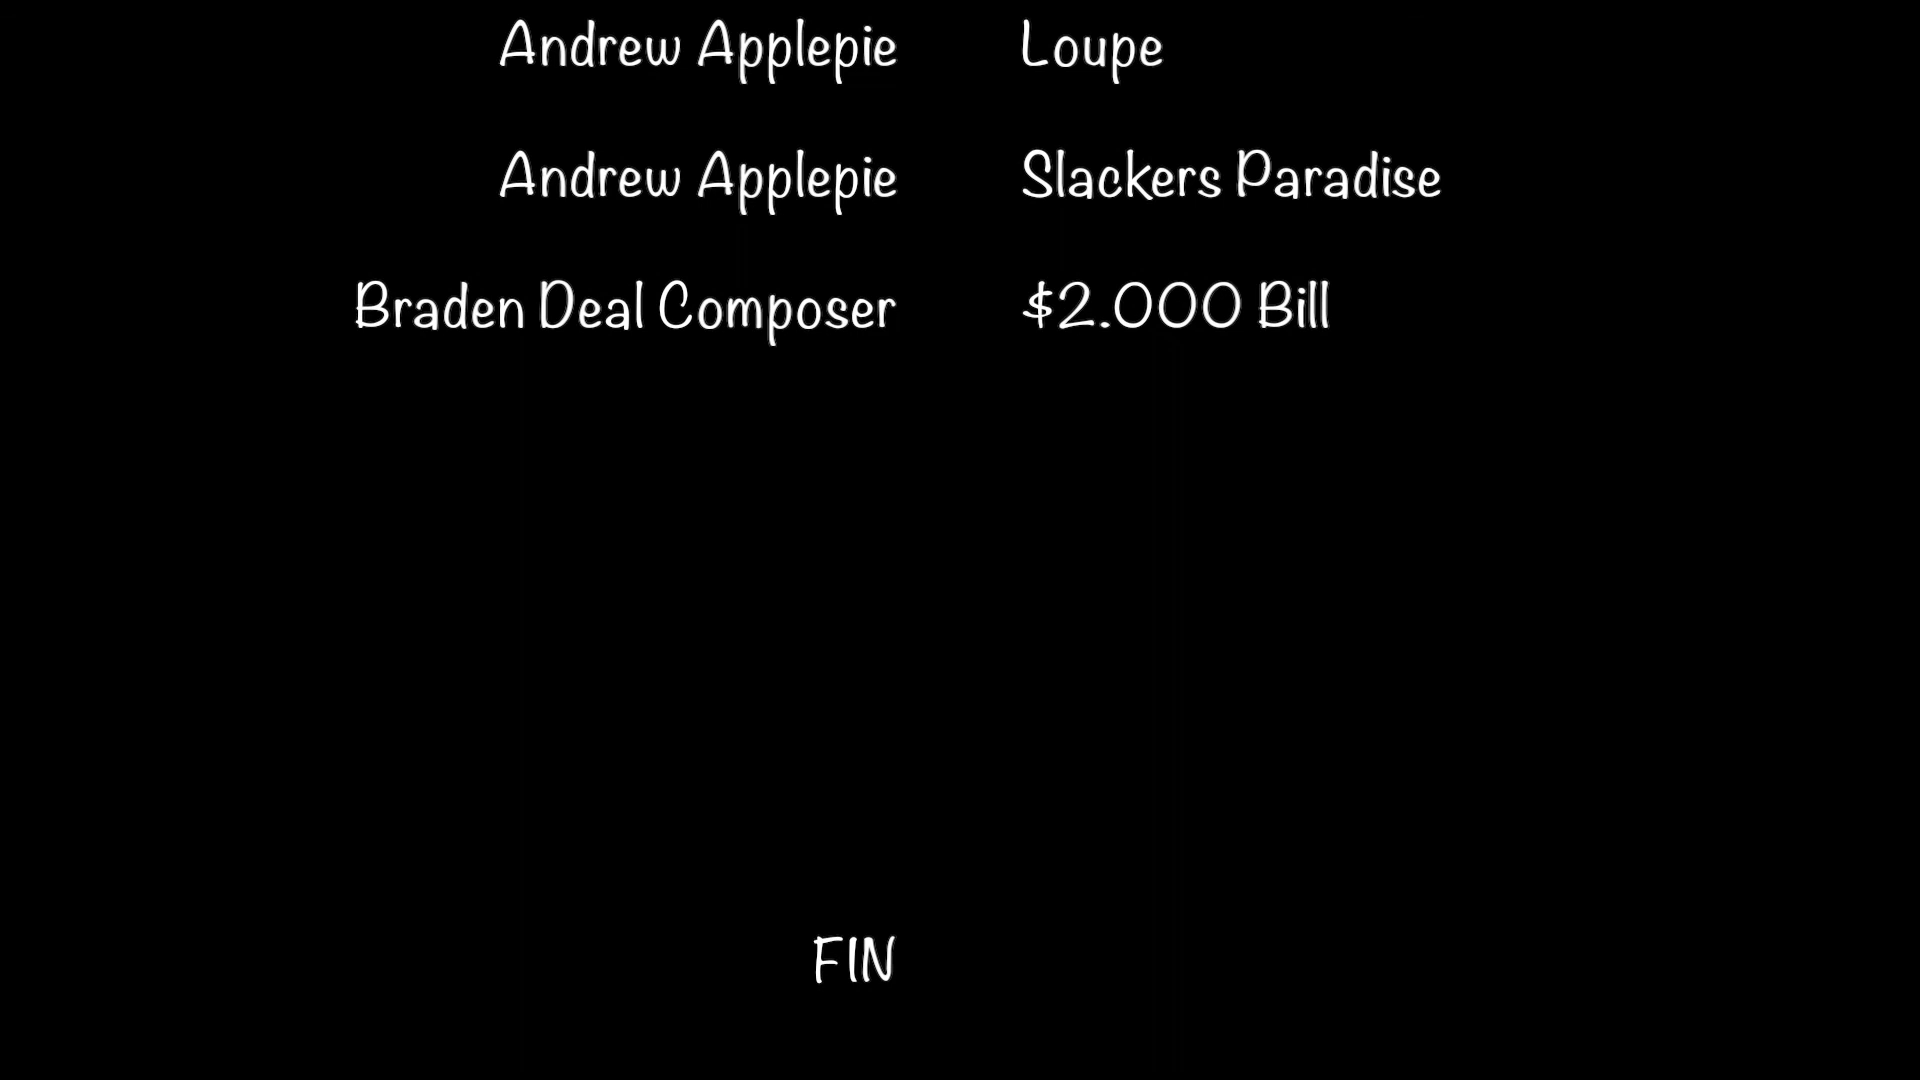 Andrew Applepie Loupe
Andrew Applepie Slackers Paradise
Braden Deal Composer $2.000 Bill
FIN